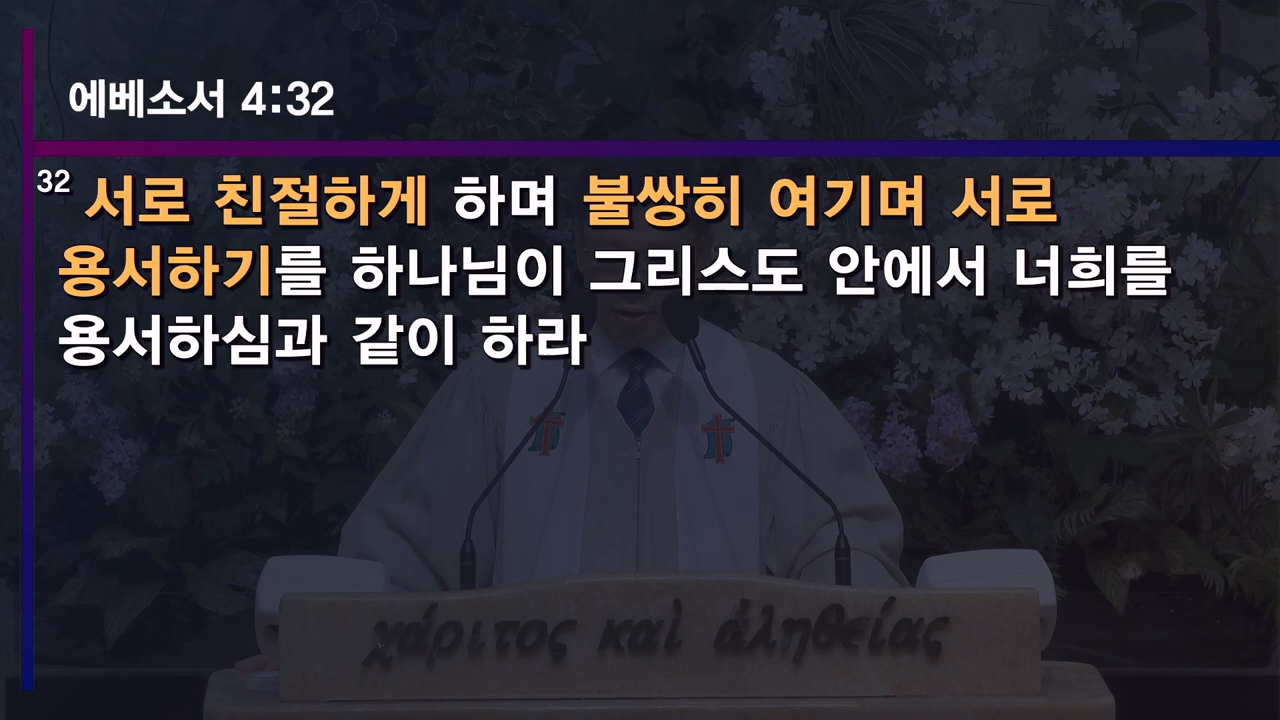 에베소서 4:32
32 서로 친절하게 하며 불쌍히 여기며 서로
용서하기를 하나님이 그리스도 안에서 너희를
용서하심과 같이 하라
χάριτος καὶ ἀληθείας